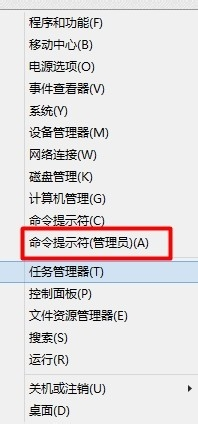 程序和功能(F)
移动中心(B)
电源选项(O)
事件查看器(V)
系统(Y)
设备管理器(M)
网络连接(W)
磁盘管理(K)
计算机管理(G)
命令提示符(C)
命令提示符(管理员)(A)
任务管理器(T)
控制面板(P)
文件资源管理器(E)
搜索(S)
运行(R)
关机或注销(U)
桌面(D)